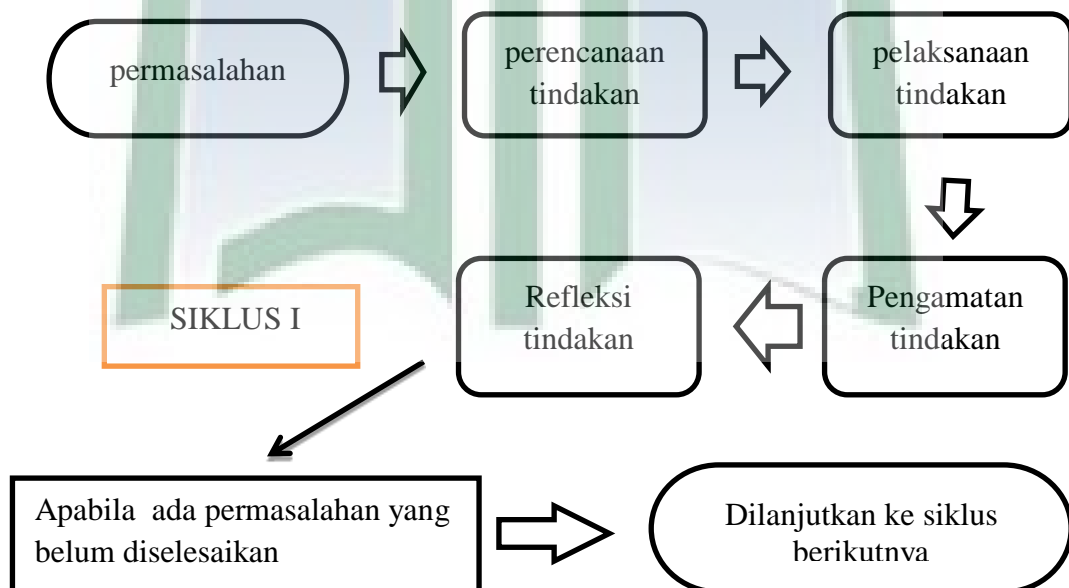 permasalahan
perencanaan
tindakan
pelaksanaan
tindakan
Pengamatan
tindakan
Refleksi
tindakan
SIKLUS I
Apabila ada permasalahan yang
belum diselesaikan
Dilanjutkan ke siklus
berikutnya